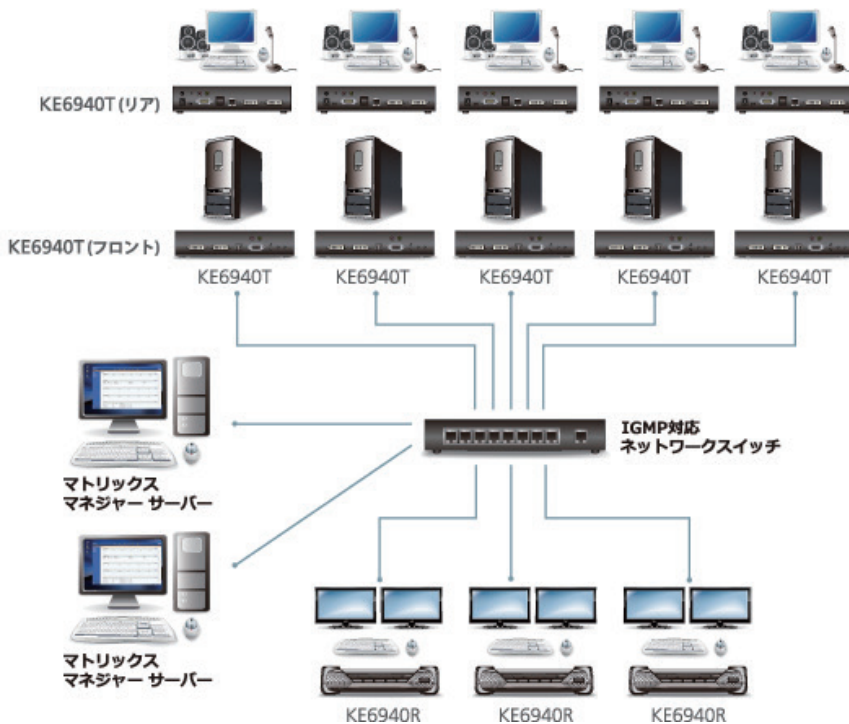 KE6940T(リア)
KE6940T(フロント)
KE6940T
KE6940T
KE6940T
KE6940T
KE6940T
IGMP対応
ネットワークスイッチ
マトリックス
マネジャー サーバー
マトリックス
マネジャー サーバー
KE6940R
KE6940R
KE6940R